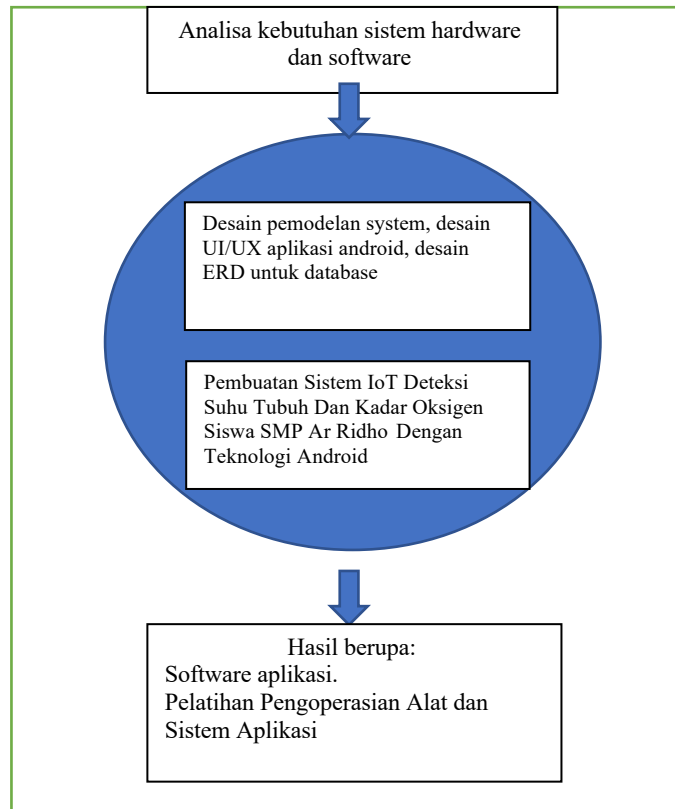 Analisa kebutuhan sistem hardware
dan software
Desain pemodelan system, desain
UI/UX aplikasi android, desain
ERD untuk database
Pembuatan Sistem IoT Deteksi
Suhu Tubuh Dan Kadar Oksigen
Siswa SMP Ar Ridho Dengan
Teknologi Android
Hasil berupa:
Software aplikasi.
Pelatihan Pengoperasian Alat dan
Sistem Aplikasi